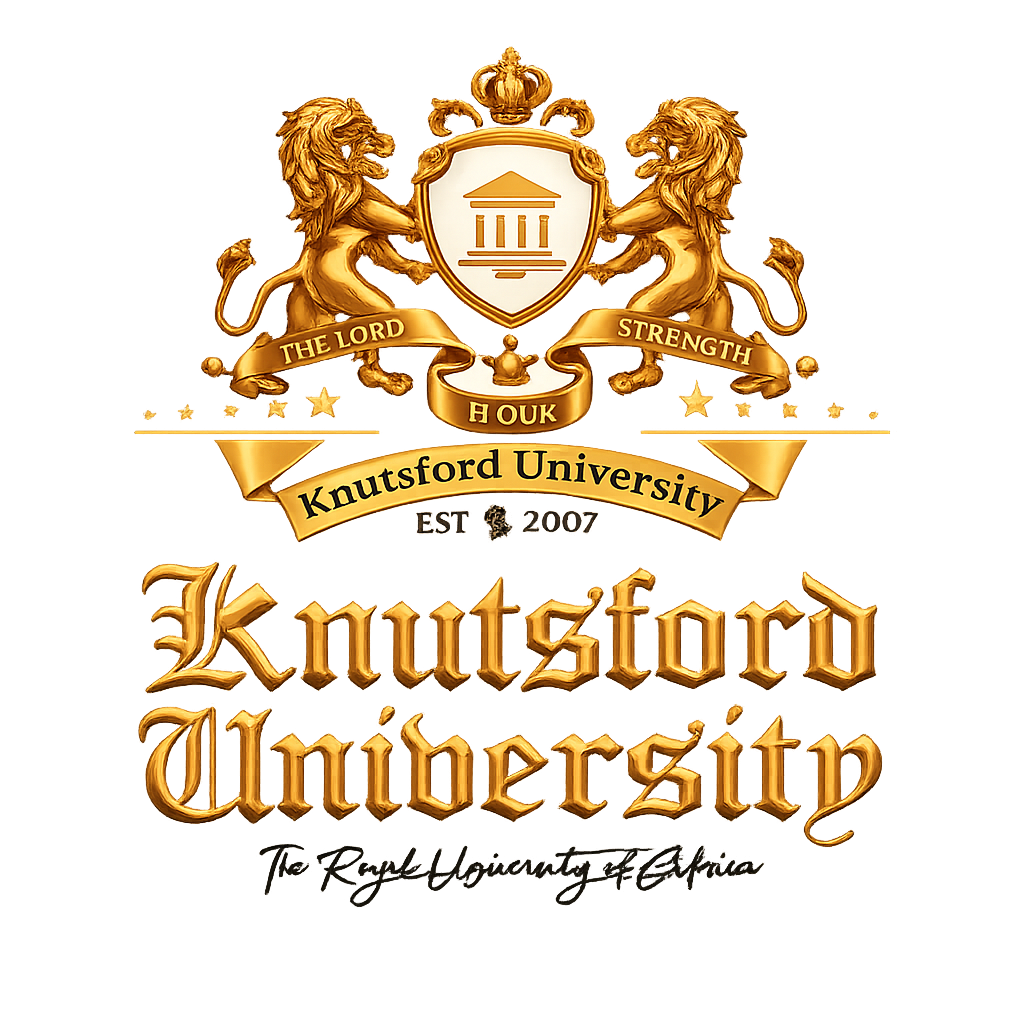 THE LORD
STRENGTH
OUK
Knutsford University
EST 2007
Knutsford
University
The